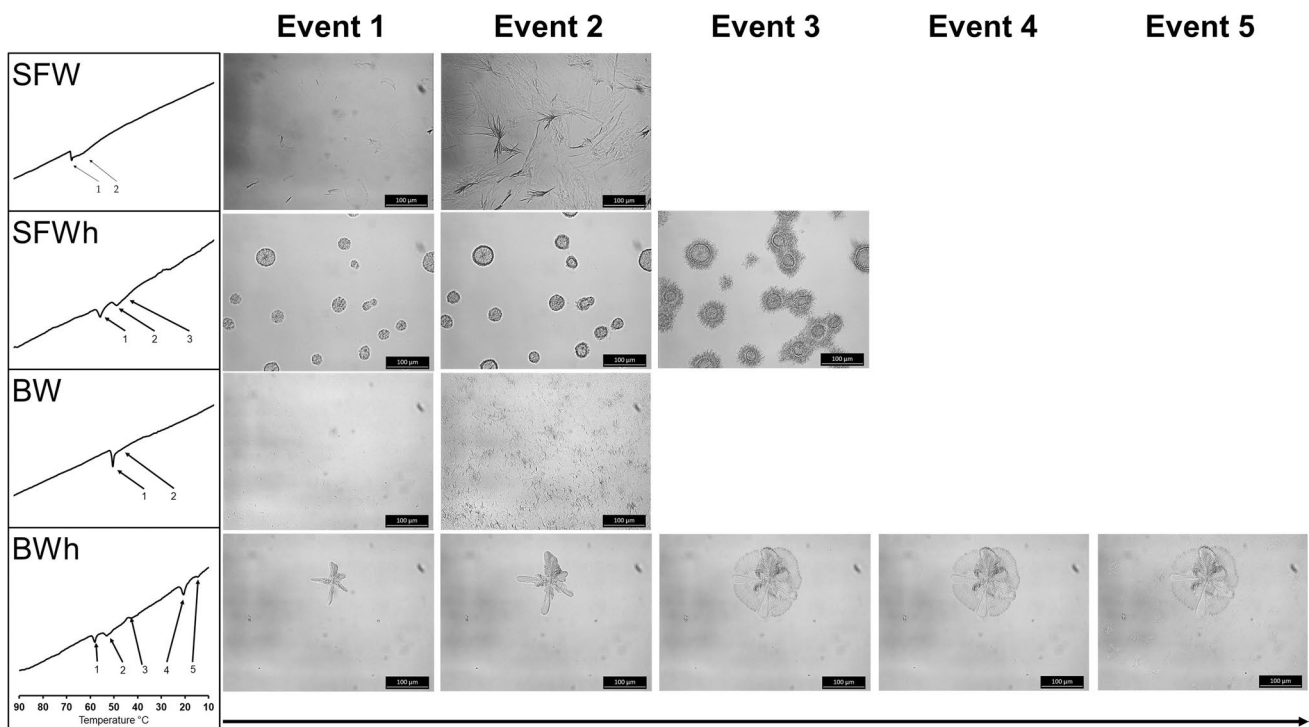 Event 1 Event 2 Event 3 Event 4 Event 5
SFW
1 2
100 µm 100 µm
SFWh
1 2 3
100 µm 100 µm 100 µm
BW
1 2
100 µm 100 µm
BWh
1 2 3 4 5
100 µm 100 µm 100 µm 100 µm 100 µm
90 80 70 60 50 40 30 20 10
Temperature °C